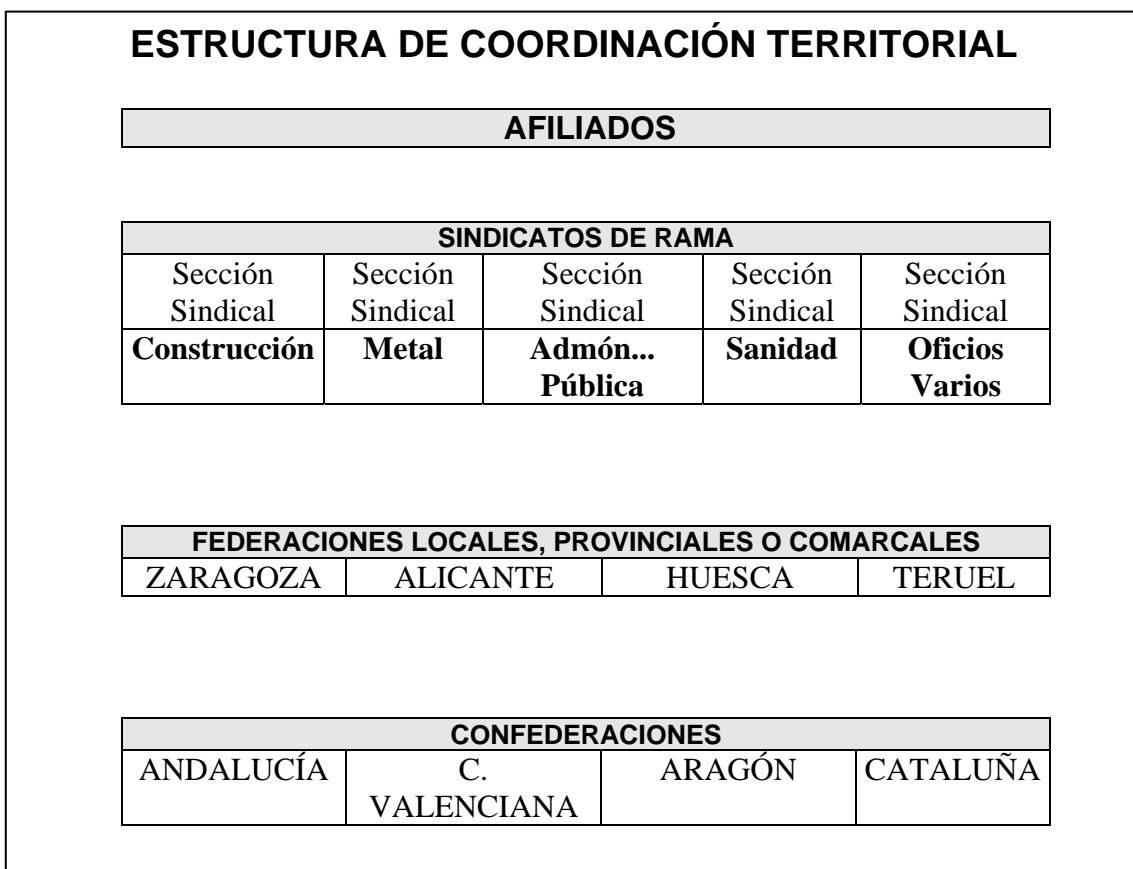 ESTRUCTURA DE COORDINACIÓN TERRITORIAL
AFILIADOS
SINDICATOS DE RAMA
Sección Sindical Sección Sindical Sección Sindical Sección Sindical Sección Sindical
Construcción Metal Admón... Pública Sanidad Oficios Varios
FEDERACIONES LOCALES, PROVINCIALES O COMARCALES
ZARAGOZA ALICANTE HUESCA TERUEL
CONFEDERACIONES
ANDALUCÍA C. VALENCIANA ARAGÓN CATALUÑA